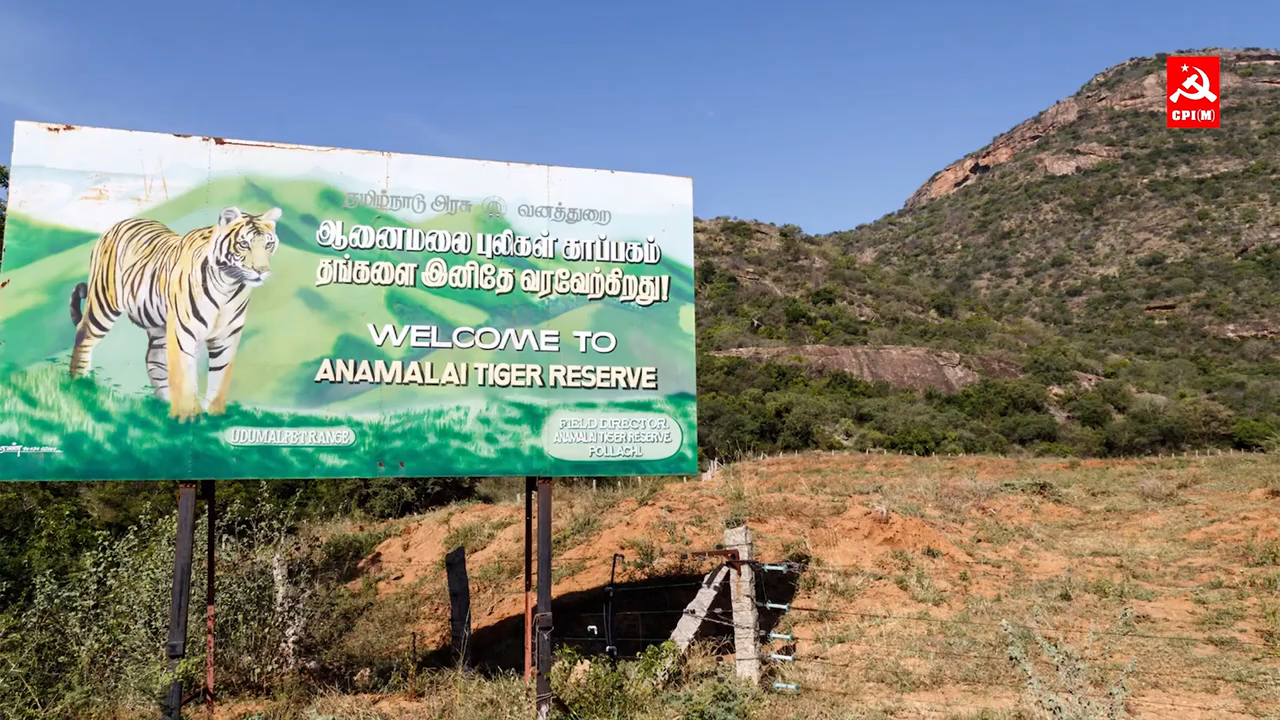 தமிழ்நாடு அரசு வனத்துறை
ஆனைமலை புலிகள் காப்பகம்
தங்களை இனிதே வரவேற்கிறது!
WELCOME TO
ANAMALAI TIGER RESERVE
UDUMALPET RANGE
FIELD DIRECTOR
ANAMALAI TIGER RESERVE
POLLACHI.
CPI(M)